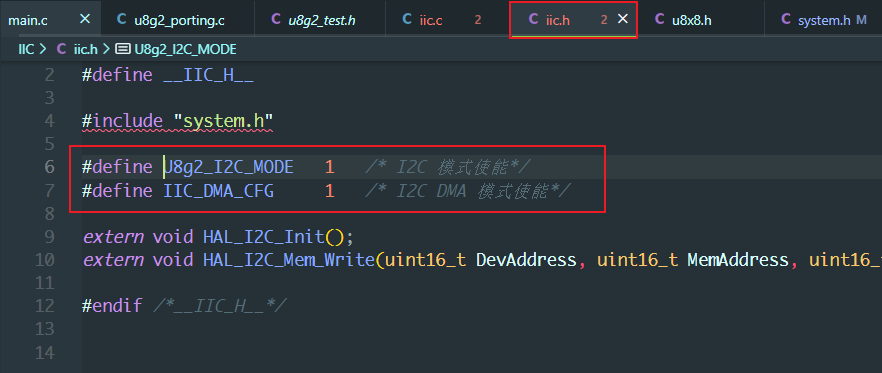 main.c × C u8g2_porting.c C u8g2_test.h C iic.c 2 C iic.h 2 × C u8x8.h C system.h M
IIC > C iic.h > U8g2_I2C_MODE
2 #define __IIC_H__
3
4 #include "system.h"
5
6 #define U8g2_I2C_MODE 1 /* I2C 模式使能*/
7 #define IIC_DMA_CFG 1 /* I2C DMA 模式使能*/
8
9 extern void HAL_I2C_Init();
10 extern void HAL_I2C_Mem_Write(uint16_t DevAddress, uint16_t MemAddress, uint16_
11
12 #endif /*__IIC_H__*/
13
14